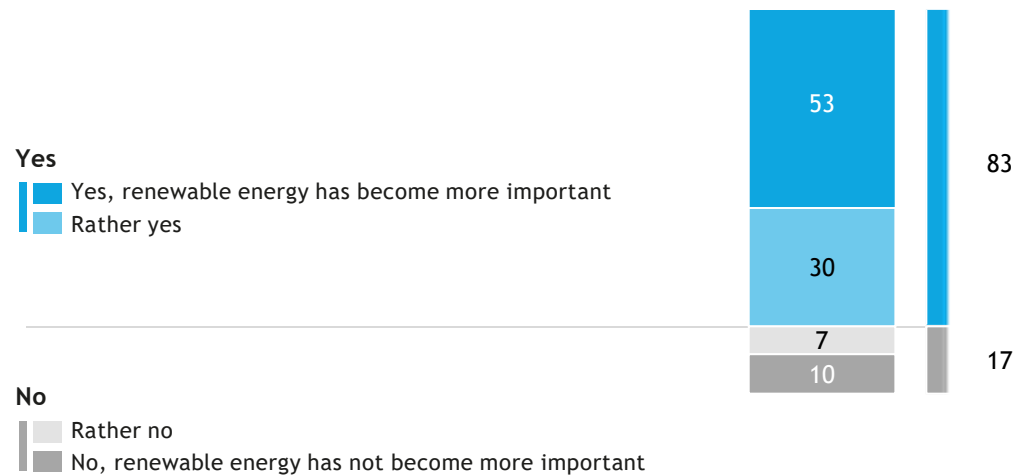 53
Yes
83
Yes, renewable energy has become more important
Rather yes
30
7
17
10
No
Rather no
No, renewable energy has not become more important